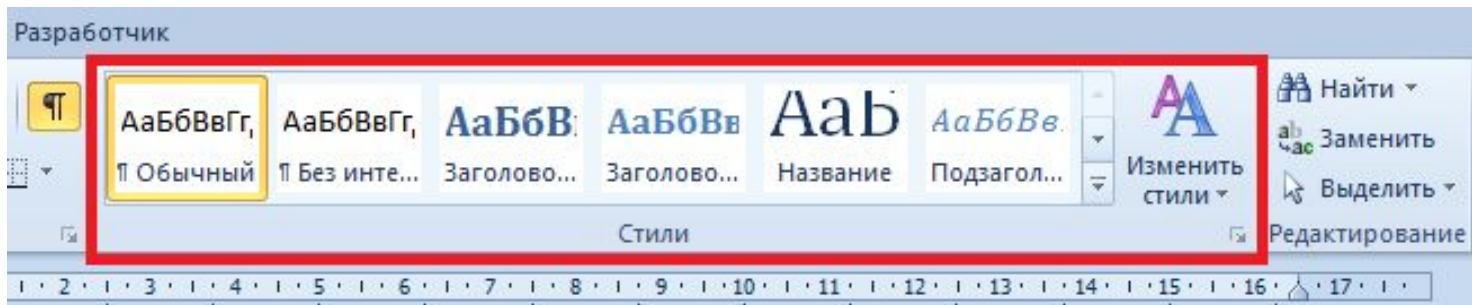 Разработчик
¶
АаБбВвГг, АаБбВвГг, АаБбВ АаБбВв АаБ АаБбВв.
¶ Обычный ¶ Без инте... Заголово... Заголово... Название Подзагол...
Изменить
стили
Стили
Найти
Заменить
Выделить
Редактирование
2 3 4 5 6 7 8 9 10 11 12 13 14 15 16 17